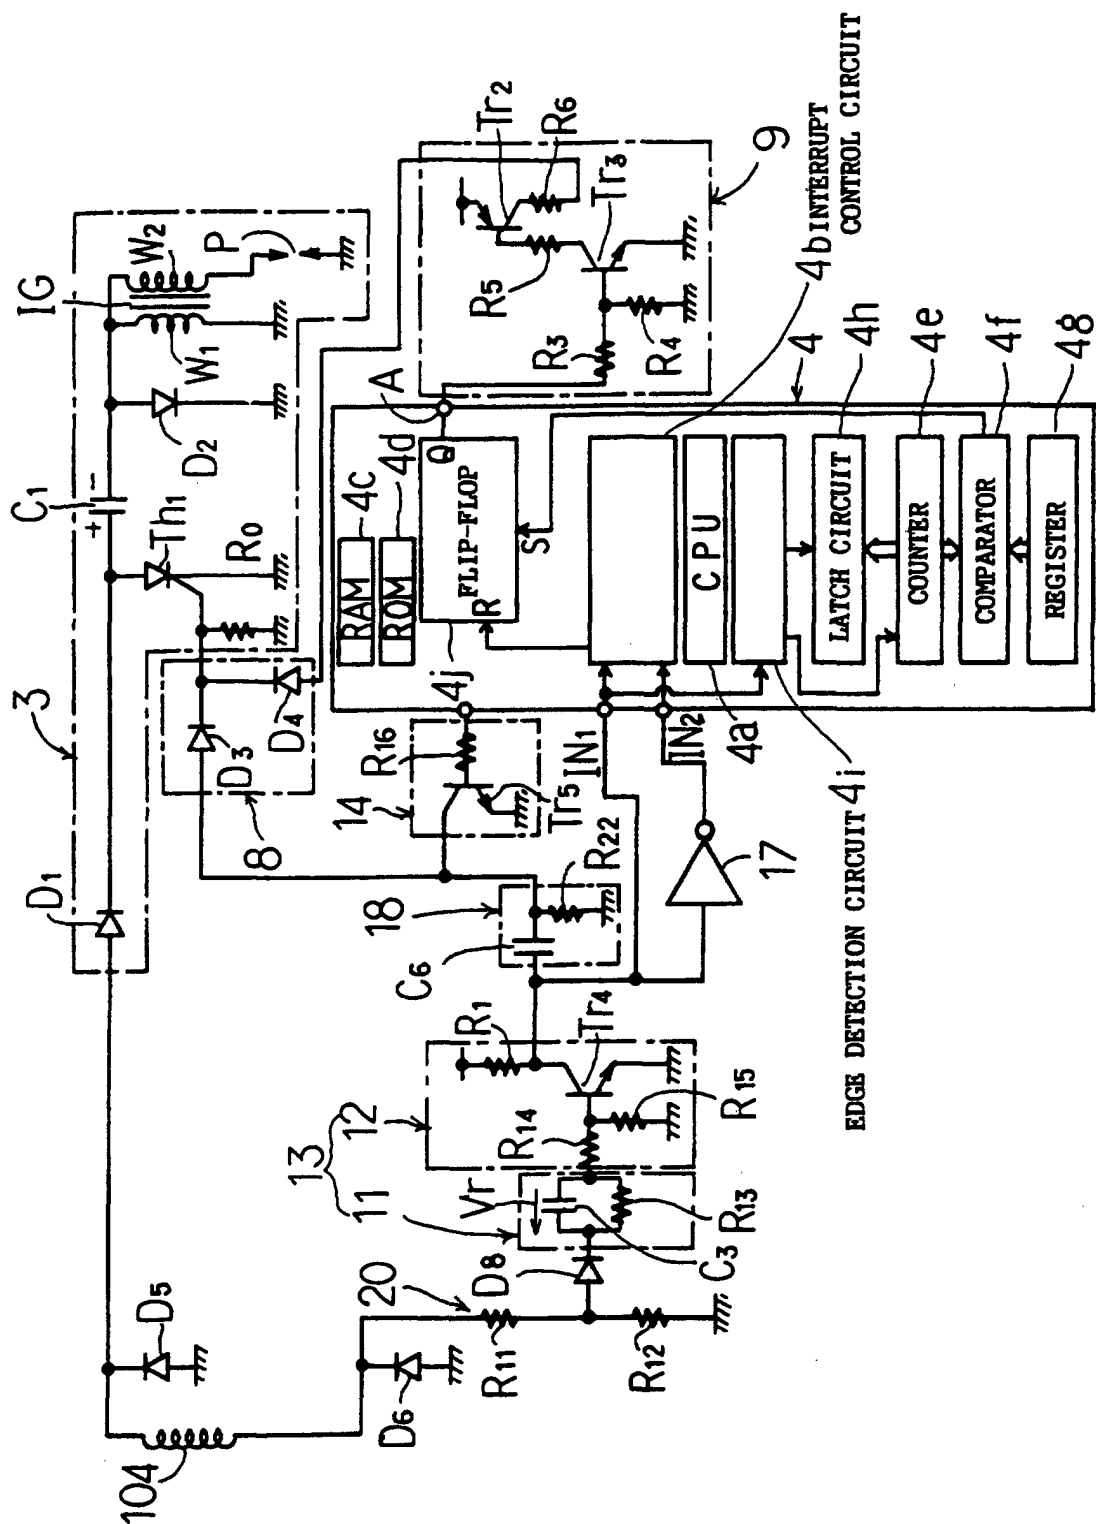 3
D1
C1
+
-
IG
W2
W1
P
D2
Th1
R0
D5
104
D6
20
R11
R12
8
D3
D4
A
13
11
12
Vr
D8
C3
R13
R14
R15
R1
Tr4
18
C6
R22
17
14
R16
Tr5
IN1
IN2
4j
RAM
4c
ROM
4d
FLIP-FLOP
R
S
Q
CPU
4a
LATCH CIRCUIT
COUNTER
COMPARATOR
REGISTER
4b INTERRUPT
CONTROL CIRCUIT
4
4h
4e
4f
48
EDGE DETECTION CIRCUIT 4i
9
R3
R4
R5
R6
Tr2
Tr3